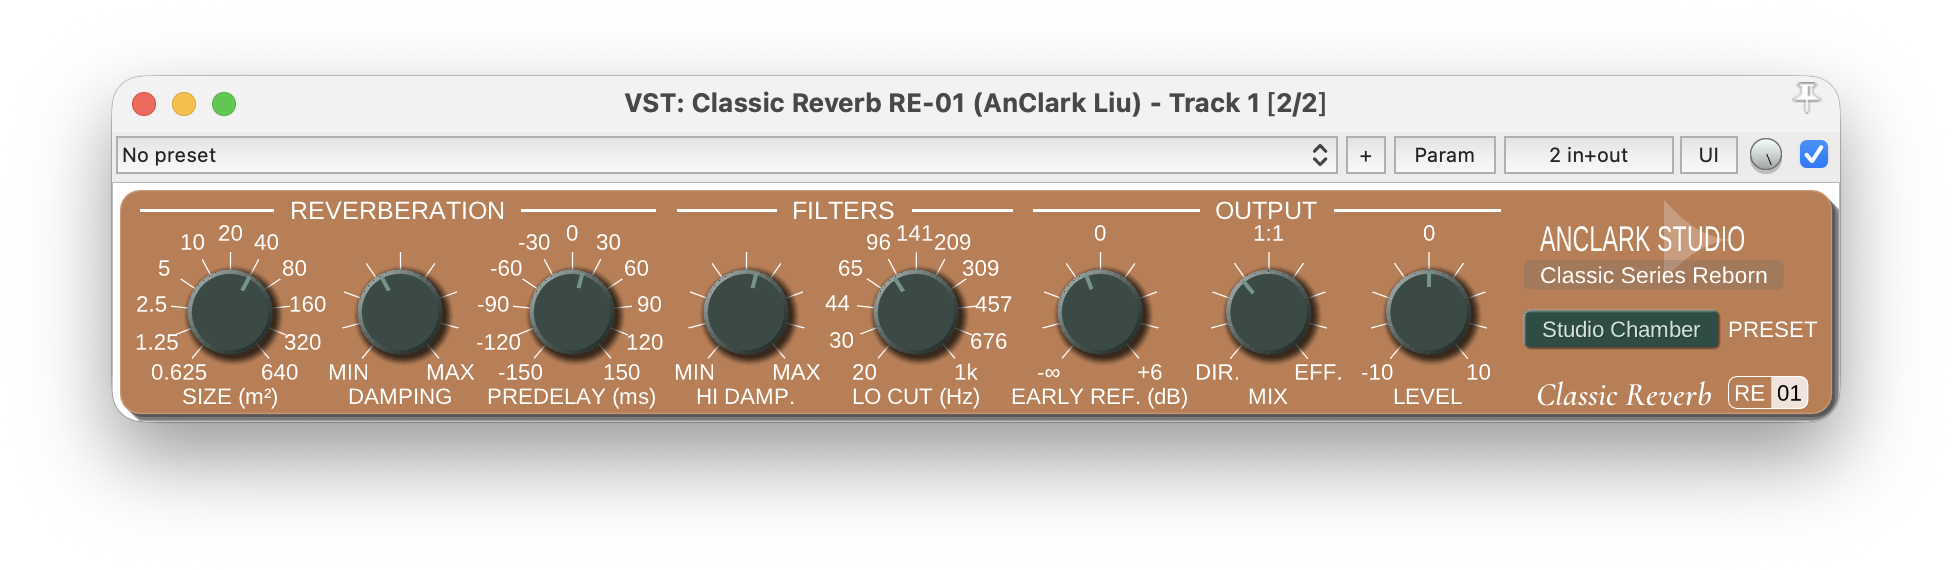 VST: Classic Reverb RE-01 (AnClark Liu) - Track 1 [2/2]
No preset + Param 2 in+out UI
REVERBERATION FILTERS OUTPUT
0.625 1.25 2.5 5 10 20 40 80 160 320 640
SIZE (m²)
MIN MAX
DAMPING
-150 -120 -90 -60 -30 0 30 60 90 120 150
PREDELAY (ms)
MIN MAX
HI DAMP.
20 30 44 65 96 141 209 309 457 676 1k
LO CUT (Hz)
-∞ 0 +6
EARLY REF. (dB)
DIR. 1:1 EFF.
MIX
-10 0 10
LEVEL
ANCLARK STUDIO
Classic Series Reborn
Studio Chamber PRESET
Classic Reverb RE 01